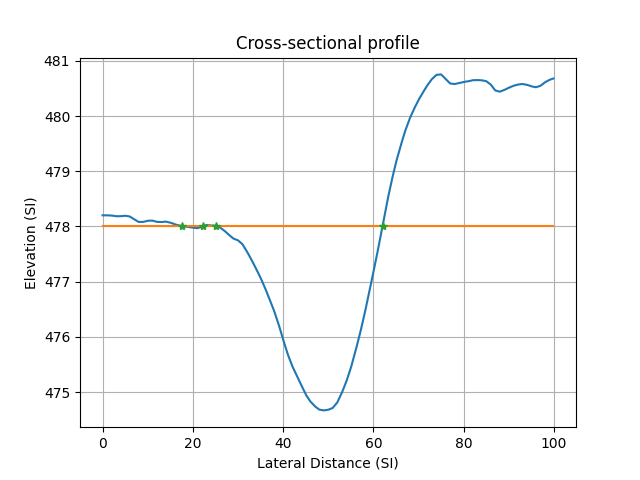 Cross-sectional profile
481
480
479
478
477
476
475
Elevation (SI)
0 20 40 60 80 100
Lateral Distance (SI)